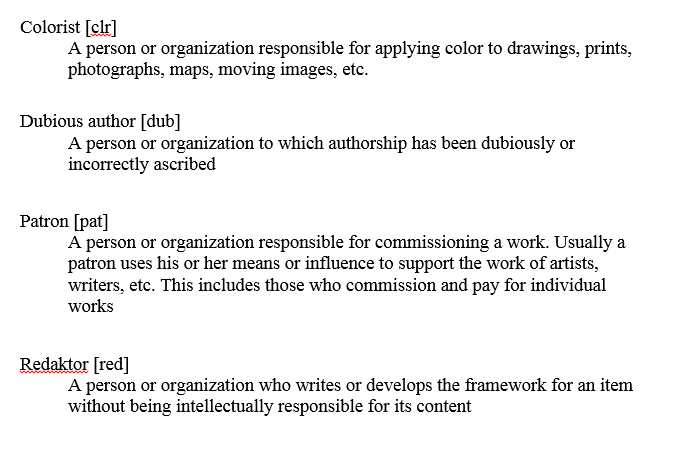 Colorist [clr]
A person or organization responsible for applying color to drawings, prints,
photographs, maps, moving images, etc.
Dubious author [dub]
A person or organization to which authorship has been dubiously or
incorrectly ascribed
Patron [pat]
A person or organization responsible for commissioning a work. Usually a
patron uses his or her means or influence to support the work of artists,
writers, etc. This includes those who commission and pay for individual
works
Redaktor [red]
A person or organization who writes or develops the framework for an item
without being intellectually responsible for its content